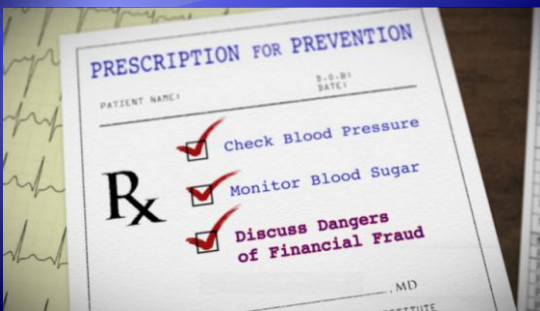 PRESCRIPTION FOR PREVENTION
PATIENT NAME:
D.O.B:
DATE:
Rx
Check Blood Pressure
Monitor Blood Sugar
Discuss Dangers
of Financial Fraud
, MD